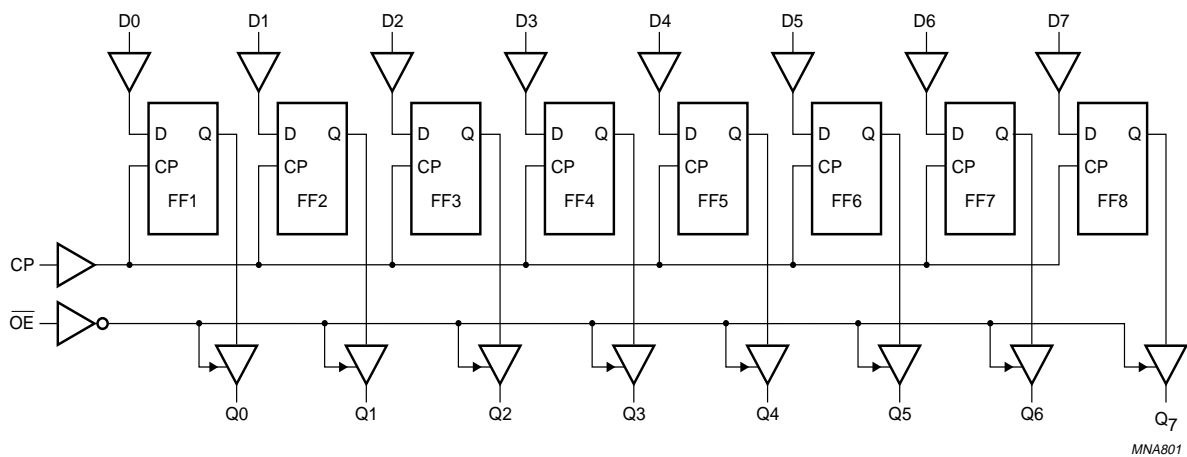 D0 D1 D2 D3 D4 D5 D6 D7
D Q D Q D Q D Q D Q D Q D Q D Q
CP CP CP CP CP CP CP CP
FF1 FF2 FF3 FF4 FF5 FF6 FF7 FF8
CP
O̅E̅
Q0 Q1 Q2 Q3 Q4 Q5 Q6 Q7
MNA801